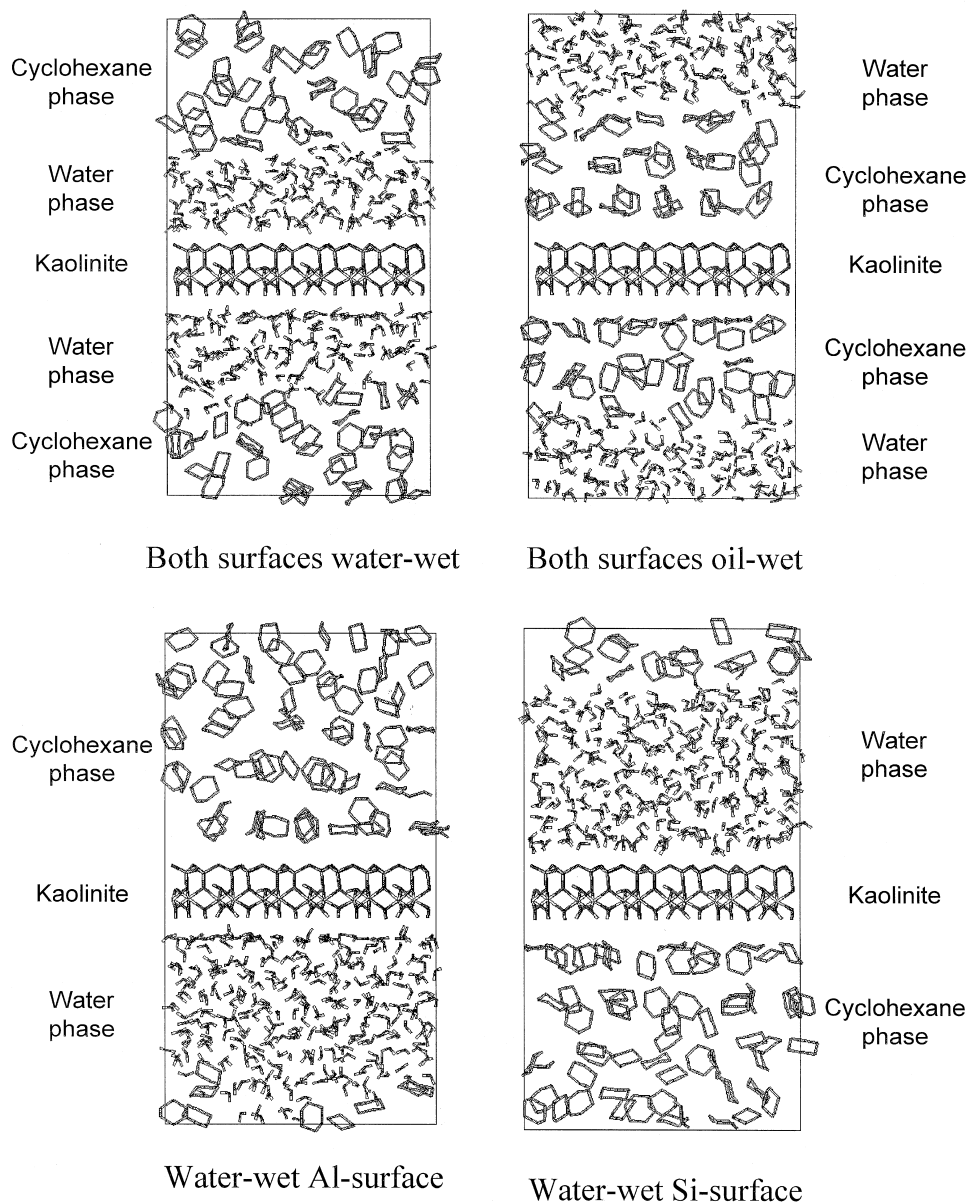 Cyclohexane
phase
Water
phase
Kaolinite
Water
phase
Cyclohexane
phase
Both surfaces water-wet
Water
phase
Cyclohexane
phase
Kaolinite
Cyclohexane
phase
Water
phase
Both surfaces oil-wet
Cyclohexane
phase
Kaolinite
Water
phase
Water-wet Al-surface
Water
phase
Kaolinite
Cyclohexane
phase
Water-wet Si-surface